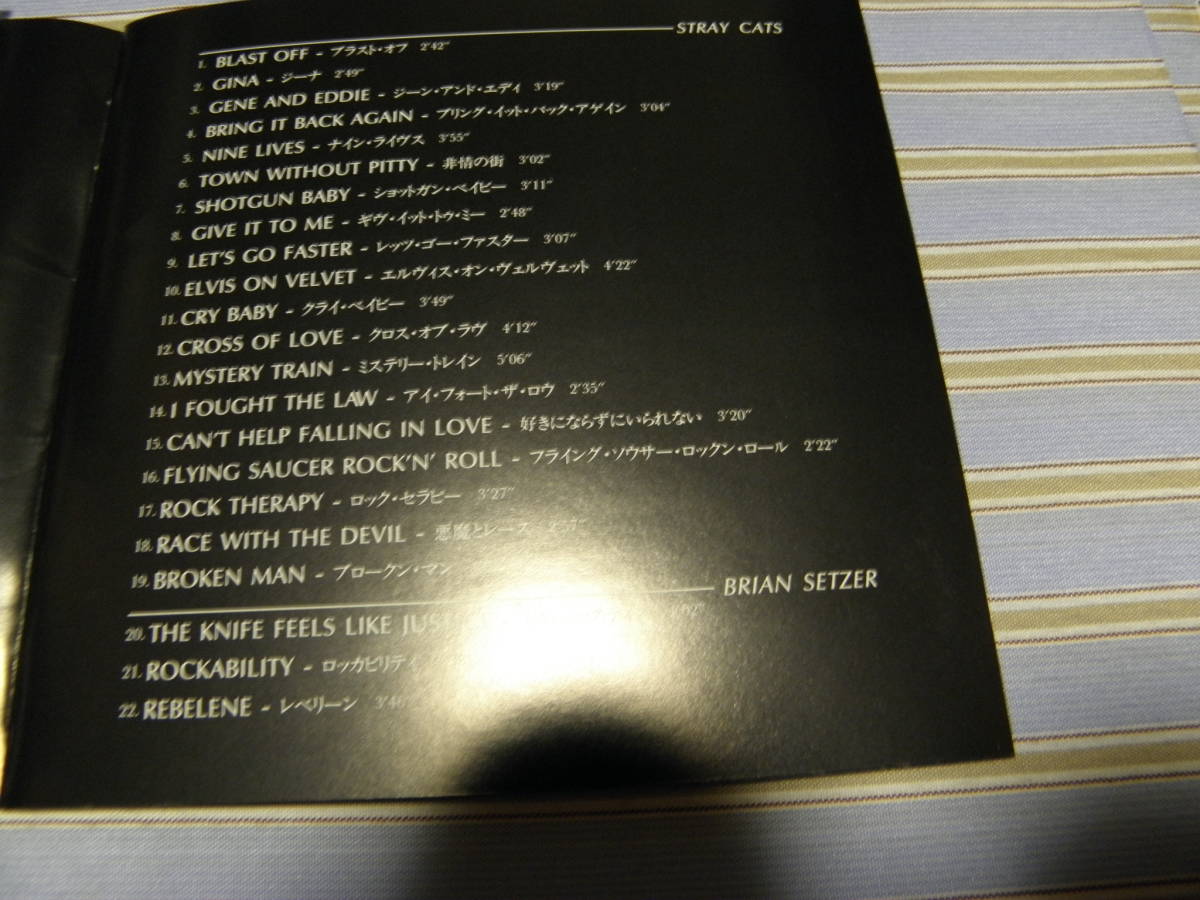 STRAY CATS
1. BLAST OFF - ブラスト・オフ 2'42"
2. GINA - ジーナ 2'49"
3. GENE AND EDDIE - ジーン・アンド・エディ 3'19"
4. BRING IT BACK AGAIN - ブリング・イット・バック・アゲイン 3'04"
5. NINE LIVES - ナイン・ライヴス 3'55"
6. TOWN WITHOUT PITTY - 非情の街 3'02"
7. SHOTGUN BABY - ショットガン・ベイビー 3'11"
8. GIVE IT TO ME - ギヴ・イット・トゥ・ミー 2'48"
9. LET'S GO FASTER - レッツ・ゴー・ファスター 3'07"
10. ELVIS ON VELVET - エルヴィス・オン・ヴェルヴェット 4'22"
11. CRY BABY - クライ・ベイビー 3'49"
12. CROSS OF LOVE - クロス・オブ・ラヴ 4'12"
13. MYSTERY TRAIN - ミステリー・トレイン 5'06"
14. I FOUGHT THE LAW - アイ・フォート・ザ・ロウ 2'35"
15. CAN'T HELP FALLING IN LOVE - 好きにならずにいられない 3'20"
16. FLYING SAUCER ROCK'N' ROLL - フライング・ソウサー・ロックン・ロール 2'22"
17. ROCK THERAPY - ロック・セラピー 3'27"
18. RACE WITH THE DEVIL - 悪魔とレース
19. BROKEN MAN - ブロークン・マン
BRIAN SETZER
20. THE KNIFE FEELS LIKE JUST
21. ROCKABILITY - ロッカビリティ
22. REBELENE - レベリーン